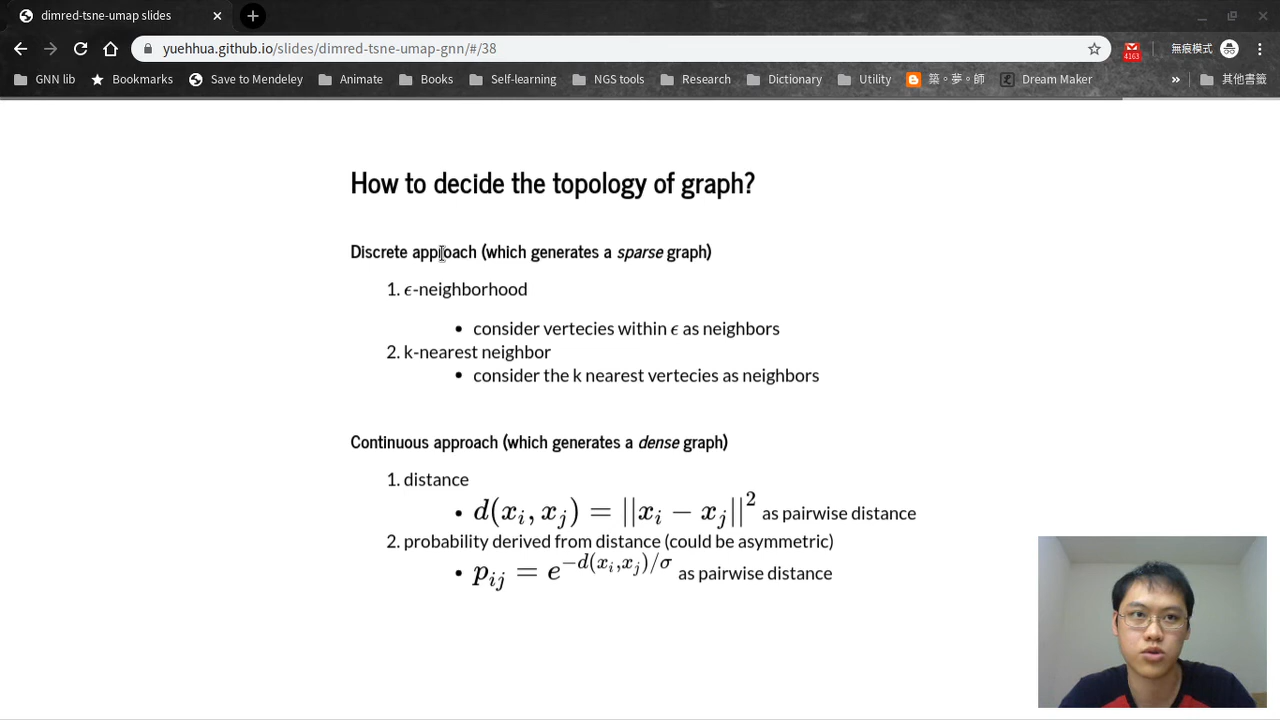 dimred-tsne-umap slides
yuehhua.github.io/slides/dimred-tsne-umap-gnn/#/38
4163
無痕模式
GNN lib
Bookmarks
Save to Mendeley
Animate
Books
Self-learning
NGS tools
Research
Dictionary
Utility
築。夢。師
Dream Maker
»
其他書籤
How to decide the topology of graph?
Discrete approach (which generates a sparse graph)
1. ϵ-neighborhood
• consider vertecies within ϵ as neighbors
2. k-nearest neighbor
• consider the k nearest vertecies as neighbors
Continuous approach (which generates a dense graph)
1. distance
• d(xᵢ, xⱼ) = ||xᵢ − xⱼ||² as pairwise distance
2. probability derived from distance (could be asymmetric)
• pᵢⱼ = e^{−d(xᵢ,xⱼ)/σ} as pairwise distance